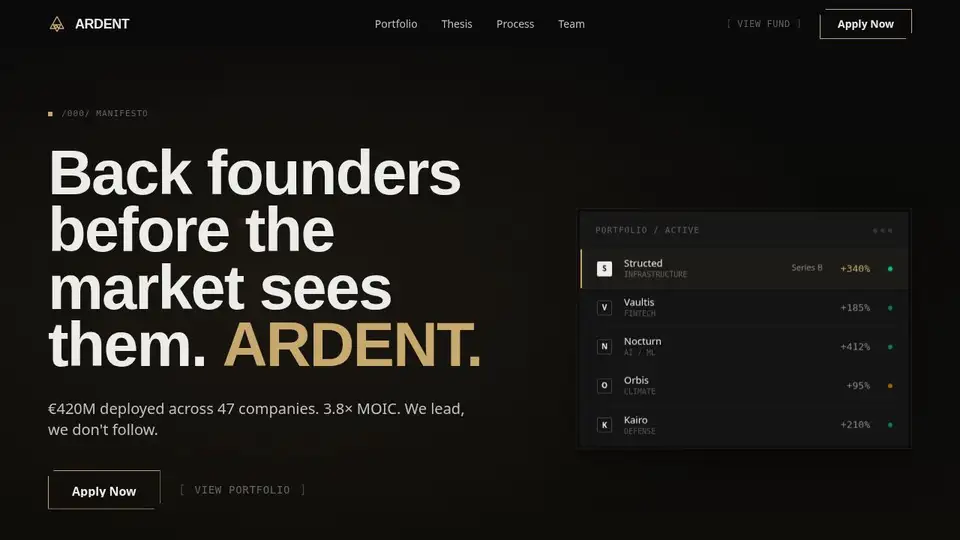 ARDENT
Portfolio Thesis Process Team
[ VIEW FUND ]
Apply Now
/000/ MANIFESTO
Back founders
before the
market sees
them. ARDENT.
€420M deployed across 47 companies. 3.8× MOIC. We lead,
we don't follow.
Apply Now
[ VIEW PORTFOLIO ]
PORTFOLIO / ACTIVE
S Structed Series B +340%
INFRASTRUCTURE
V Vaultis +185%
FINTECH
N Nocturn +412%
AI / ML
O Orbis +95%
CLIMATE
K Kairo +210%
DEFENSE